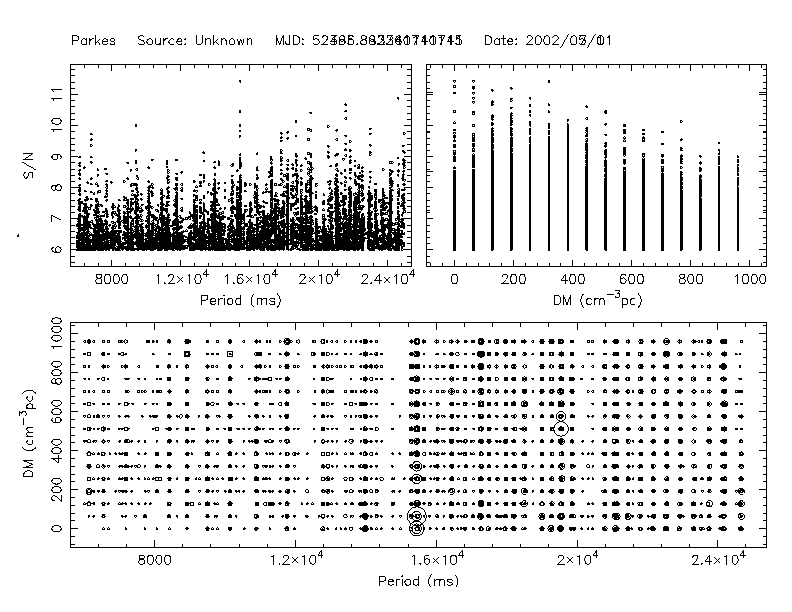 Parkes Source: Unknown MJD: Date:
S/N
11
10
9
8
7
6
8000 1.2×10⁴ 1.6×10⁴ 2×10⁴ 2.4×10⁴
Period (ms)
0 200 400 600 800 1000
DM (cm⁻³pc)
DM (cm⁻³pc)
1000
800
600
400
200
0
8000 1.2×10⁴ 1.6×10⁴ 2×10⁴ 2.4×10⁴
Period (ms)